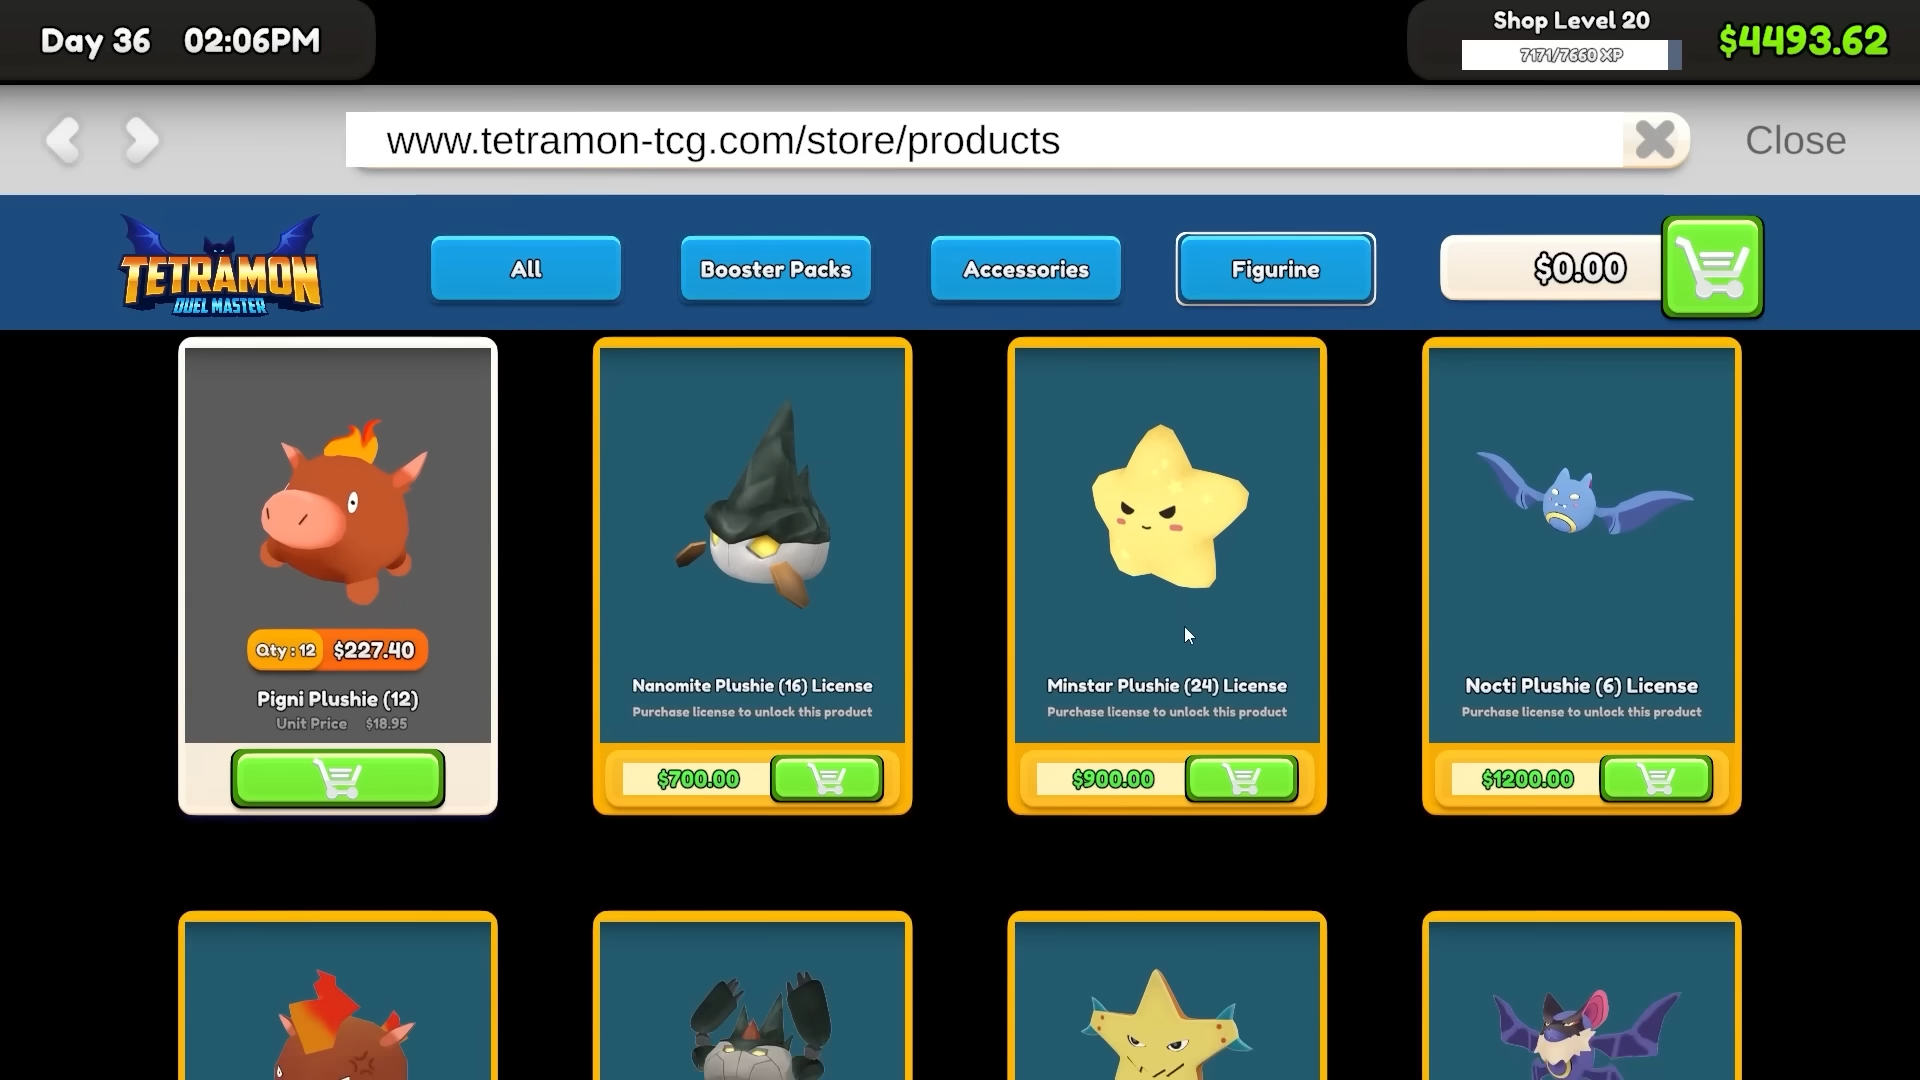 Day 36 02:06PM
Shop Level 20
7171/7660 XP
$4493.62
www.tetramon-tcg.com/store/products
Close
TETRAMON
DUEL MASTER
All
Booster Packs
Accessories
Figurine
$0.00
Qty : 12 $227.40
Pigni Plushie (12)
Unit Price $18.95
Nanomite Plushie (16) License
Purchase license to unlock this product
$700.00
Minstar Plushie (24) License
Purchase license to unlock this product
$900.00
Nocti Plushie (6) License
Purchase license to unlock this product
$1200.00